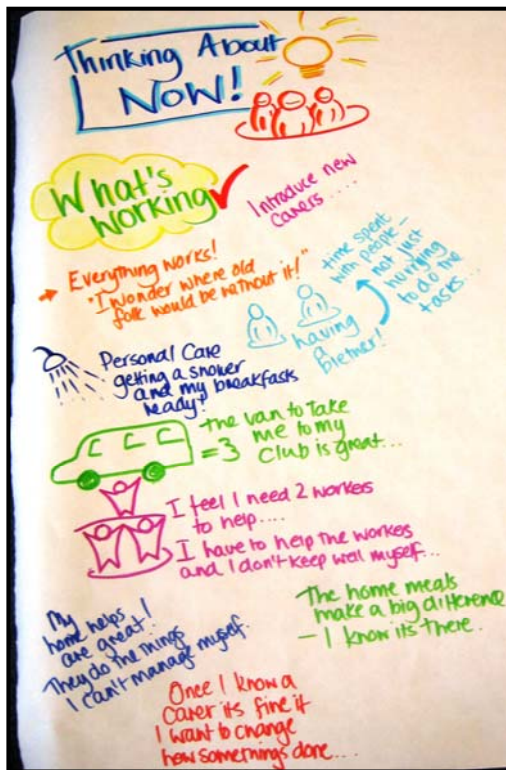 Thinking About
NOW!
What's
working
Introduce new
carers....
Everything works!
"I wonder where old
folk would be without it!"
time spent
with people -
not just
hurrying
to do the
tasks...
having
a
bletner!
Personal Care
getting a shower
and my breakfasts
ready!
the van to take
me to my
club is great...
I feel I need 2 workers
to help....
I have to help the workers
and I don't keep well myself...
The home meals
make a big difference
- I know its there.
My
home helps
are great!
They do the things
I can't manage myself.
Once I know a
carer its fine if
I want to change
how somethings done....